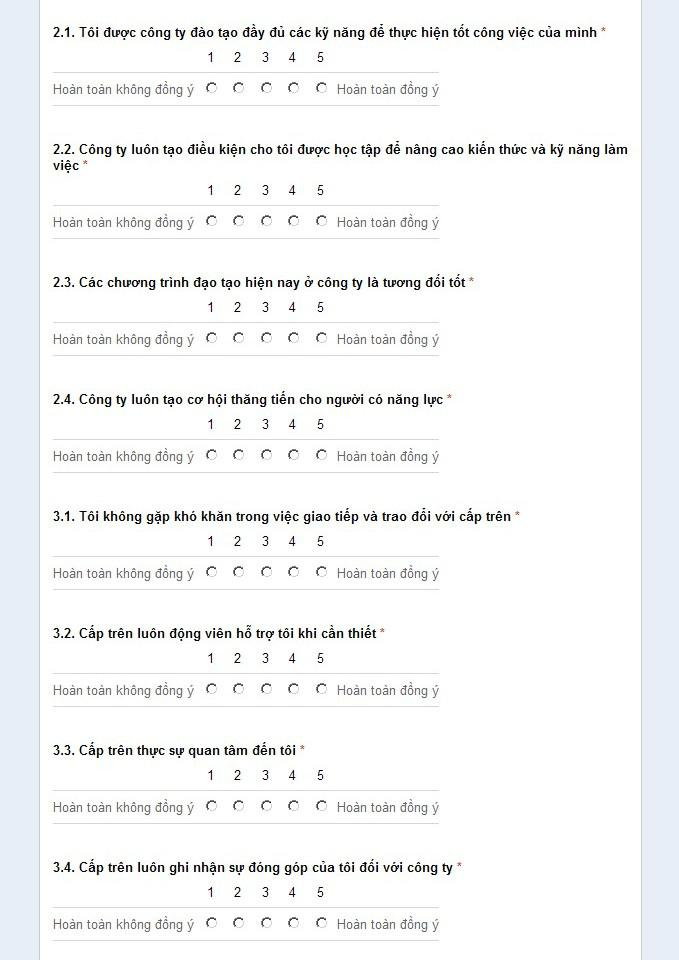 2.1. Tôi được công ty đào tạo đầy đủ các kỹ năng để thực hiện tốt công việc của mình *
1 2 3 4 5
Hoàn toàn không đồng ý Hoàn toàn đồng ý
2.2. Công ty luôn tạo điều kiện cho tôi được học tập để nâng cao kiến thức và kỹ năng làm
việc *
1 2 3 4 5
Hoàn toàn không đồng ý Hoàn toàn đồng ý
2.3. Các chương trình đạo tạo hiện nay ở công ty là tương đối tốt *
1 2 3 4 5
Hoàn toàn không đồng ý Hoàn toàn đồng ý
2.4. Công ty luôn tạo cơ hội thăng tiến cho người có năng lực *
1 2 3 4 5
Hoàn toàn không đồng ý Hoàn toàn đồng ý
3.1. Tôi không gặp khó khăn trong việc giao tiếp và trao đổi với cấp trên *
1 2 3 4 5
Hoàn toàn không đồng ý Hoàn toàn đồng ý
3.2. Cấp trên luôn động viên hỗ trợ tôi khi cần thiết *
1 2 3 4 5
Hoàn toàn không đồng ý Hoàn toàn đồng ý
3.3. Cấp trên thực sự quan tâm đến tôi *
1 2 3 4 5
Hoàn toàn không đồng ý Hoàn toàn đồng ý
3.4. Cấp trên luôn ghi nhận sự đóng góp của tôi đối với công ty *
1 2 3 4 5
Hoàn toàn không đồng ý Hoàn toàn đồng ý